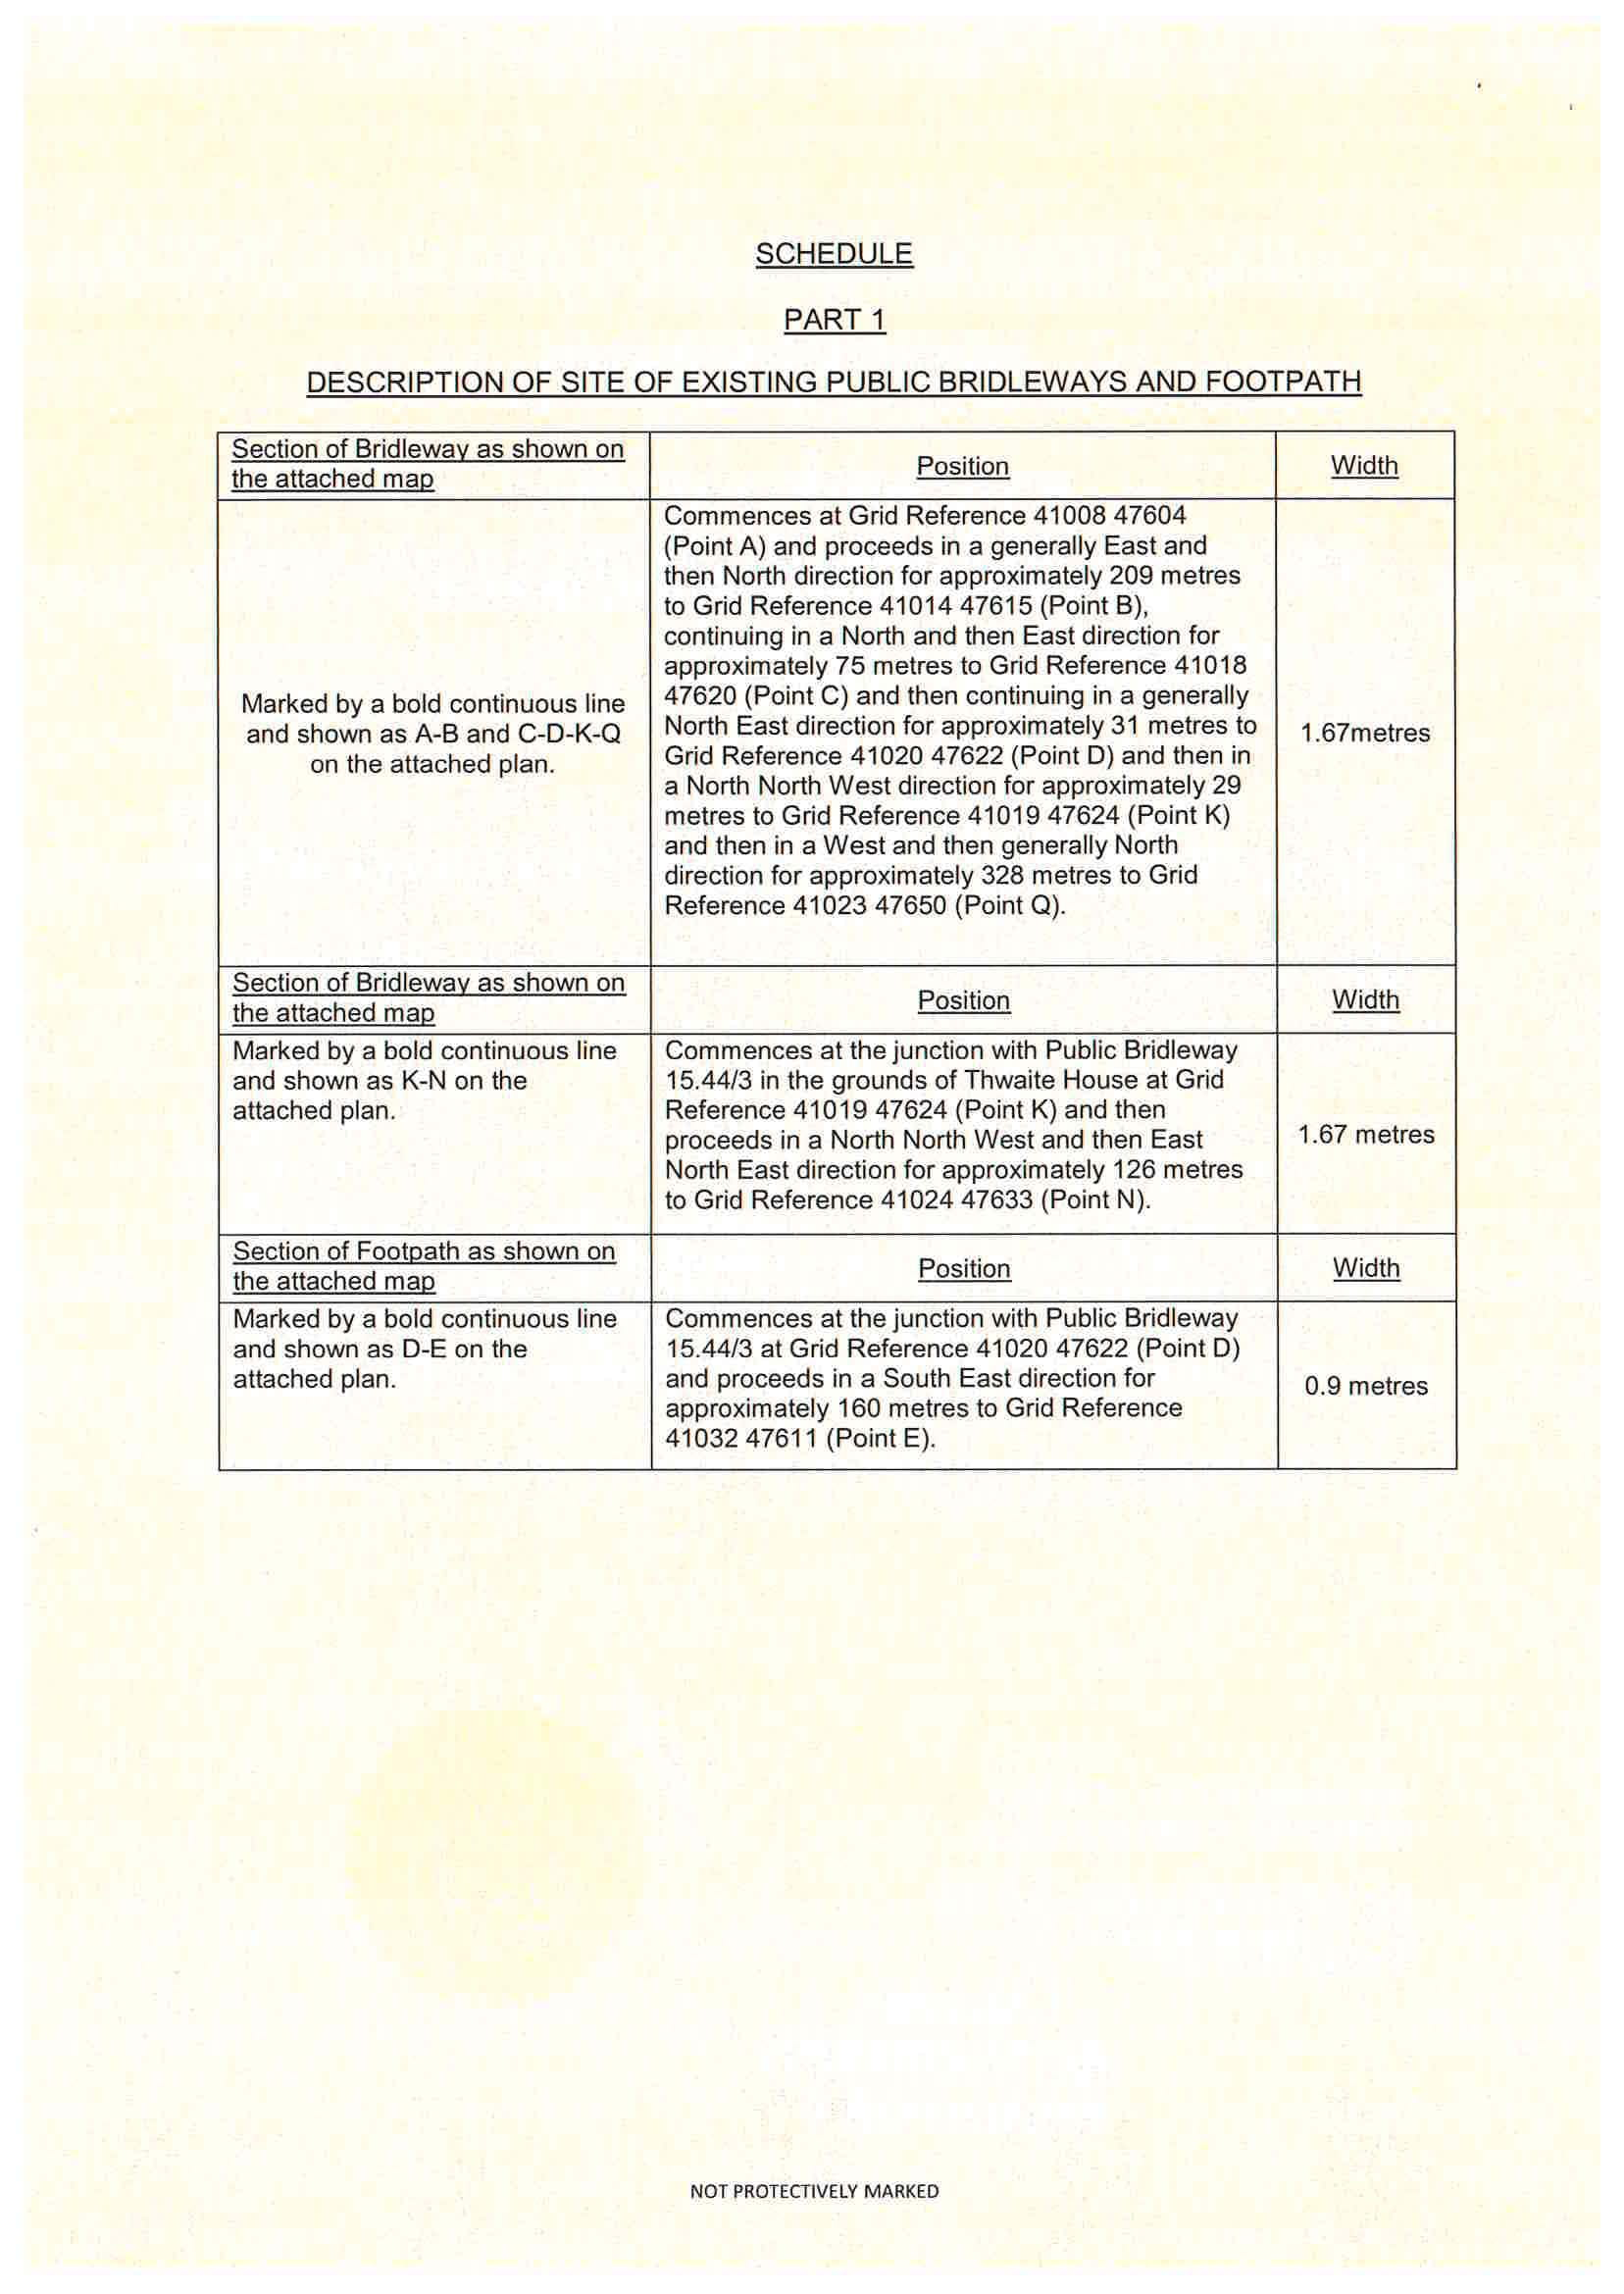 SCHEDULE
PART 1
DESCRIPTION OF SITE OF EXISTING PUBLIC BRIDLEWAYS AND FOOTPATH
Section of Bridleway as shown on
the attached map
Position
Width
Marked by a bold continuous line
and shown as A-B and C-D-K-Q
on the attached plan.
Commences at Grid Reference 41008 47604
(Point A) and proceeds in a generally East and
then North direction for approximately 209 metres
to Grid Reference 41014 47615 (Point B),
continuing in a North and then East direction for
approximately 75 metres to Grid Reference 41018
47620 (Point C) and then continuing in a generally
North East direction for approximately 31 metres to
Grid Reference 41020 47622 (Point D) and then in
a North North West direction for approximately 29
metres to Grid Reference 41019 47624 (Point K)
and then in a West and then generally North
direction for approximately 328 metres to Grid
Reference 41023 47650 (Point Q).
1.67metres
Section of Bridleway as shown on
the attached map
Position
Width
Marked by a bold continuous line
and shown as K-N on the
attached plan.
Commences at the junction with Public Bridleway
15.44/3 in the grounds of Thwaite House at Grid
Reference 41019 47624 (Point K) and then
proceeds in a North North West and then East
North East direction for approximately 126 metres
to Grid Reference 41024 47633 (Point N).
1.67 metres
Section of Footpath as shown on
the attached map
Position
Width
Marked by a bold continuous line
and shown as D-E on the
attached plan.
Commences at the junction with Public Bridleway
15.44/3 at Grid Reference 41020 47622 (Point D)
and proceeds in a South East direction for
approximately 160 metres to Grid Reference
41032 47611 (Point E).
0.9 metres
NOT PROTECTIVELY MARKED